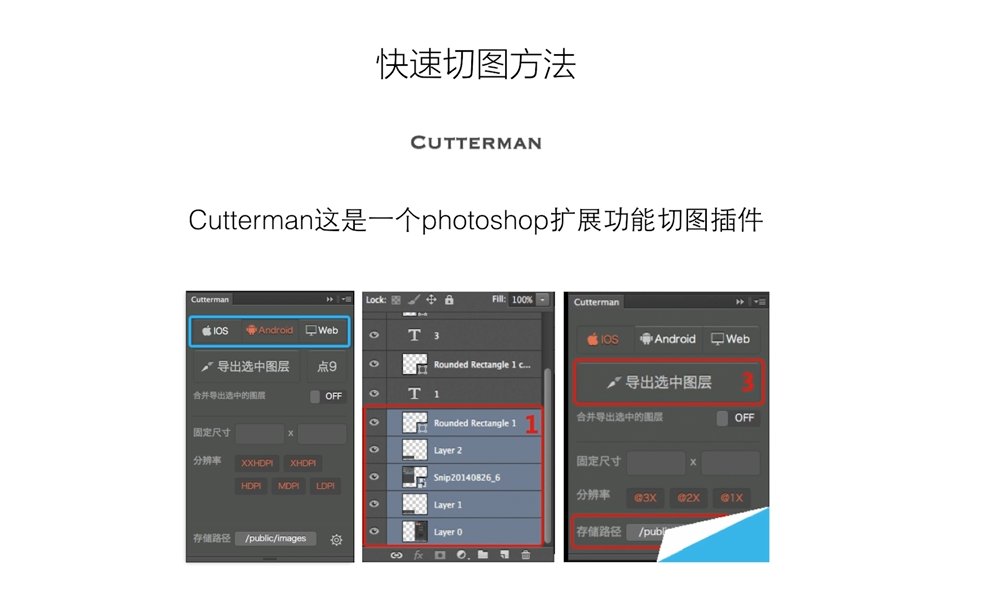 快速切图方法
CUTTERMAN
Cutterman这是一个photoshop扩展功能切图插件
Cutterman
IOS Android Web
导出选中图层 点9
合并导出选中的图层 OFF
固定尺寸 x
分辨率 XXHDPI XHDPI
HDPI MDPI LDPI
存储路径 /public/images
Lock: Fill: 100%
T 3
Rounded Rectangle 1 c...
T 1
Rounded Rectangle 1 1
Layer 2
Snip20140826_6
Layer 1
Layer 0
fx
Cutterman
IOS Android Web
导出选中图层 3
合并导出选中的图层 OFF
固定尺寸 x
分辨率 @3X @2X @1X
存储路径